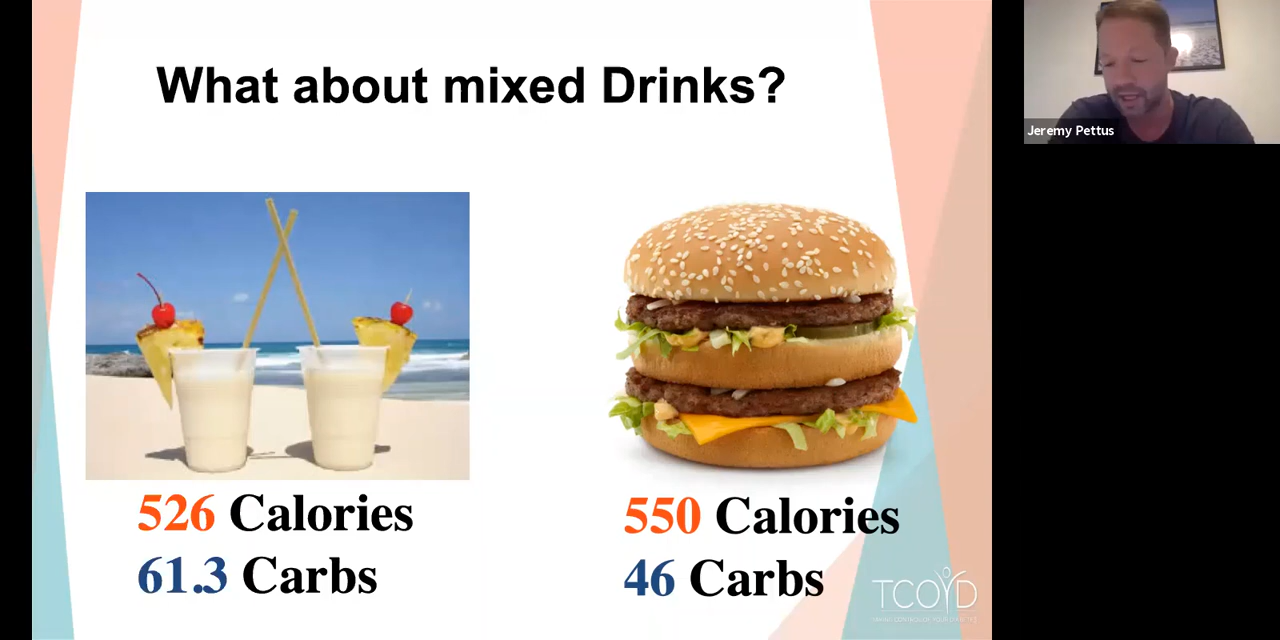 What about mixed Drinks?
526 Calories
61.3 Carbs
550 Calories
46 Carbs
TCOYD
Jeremy Pettus